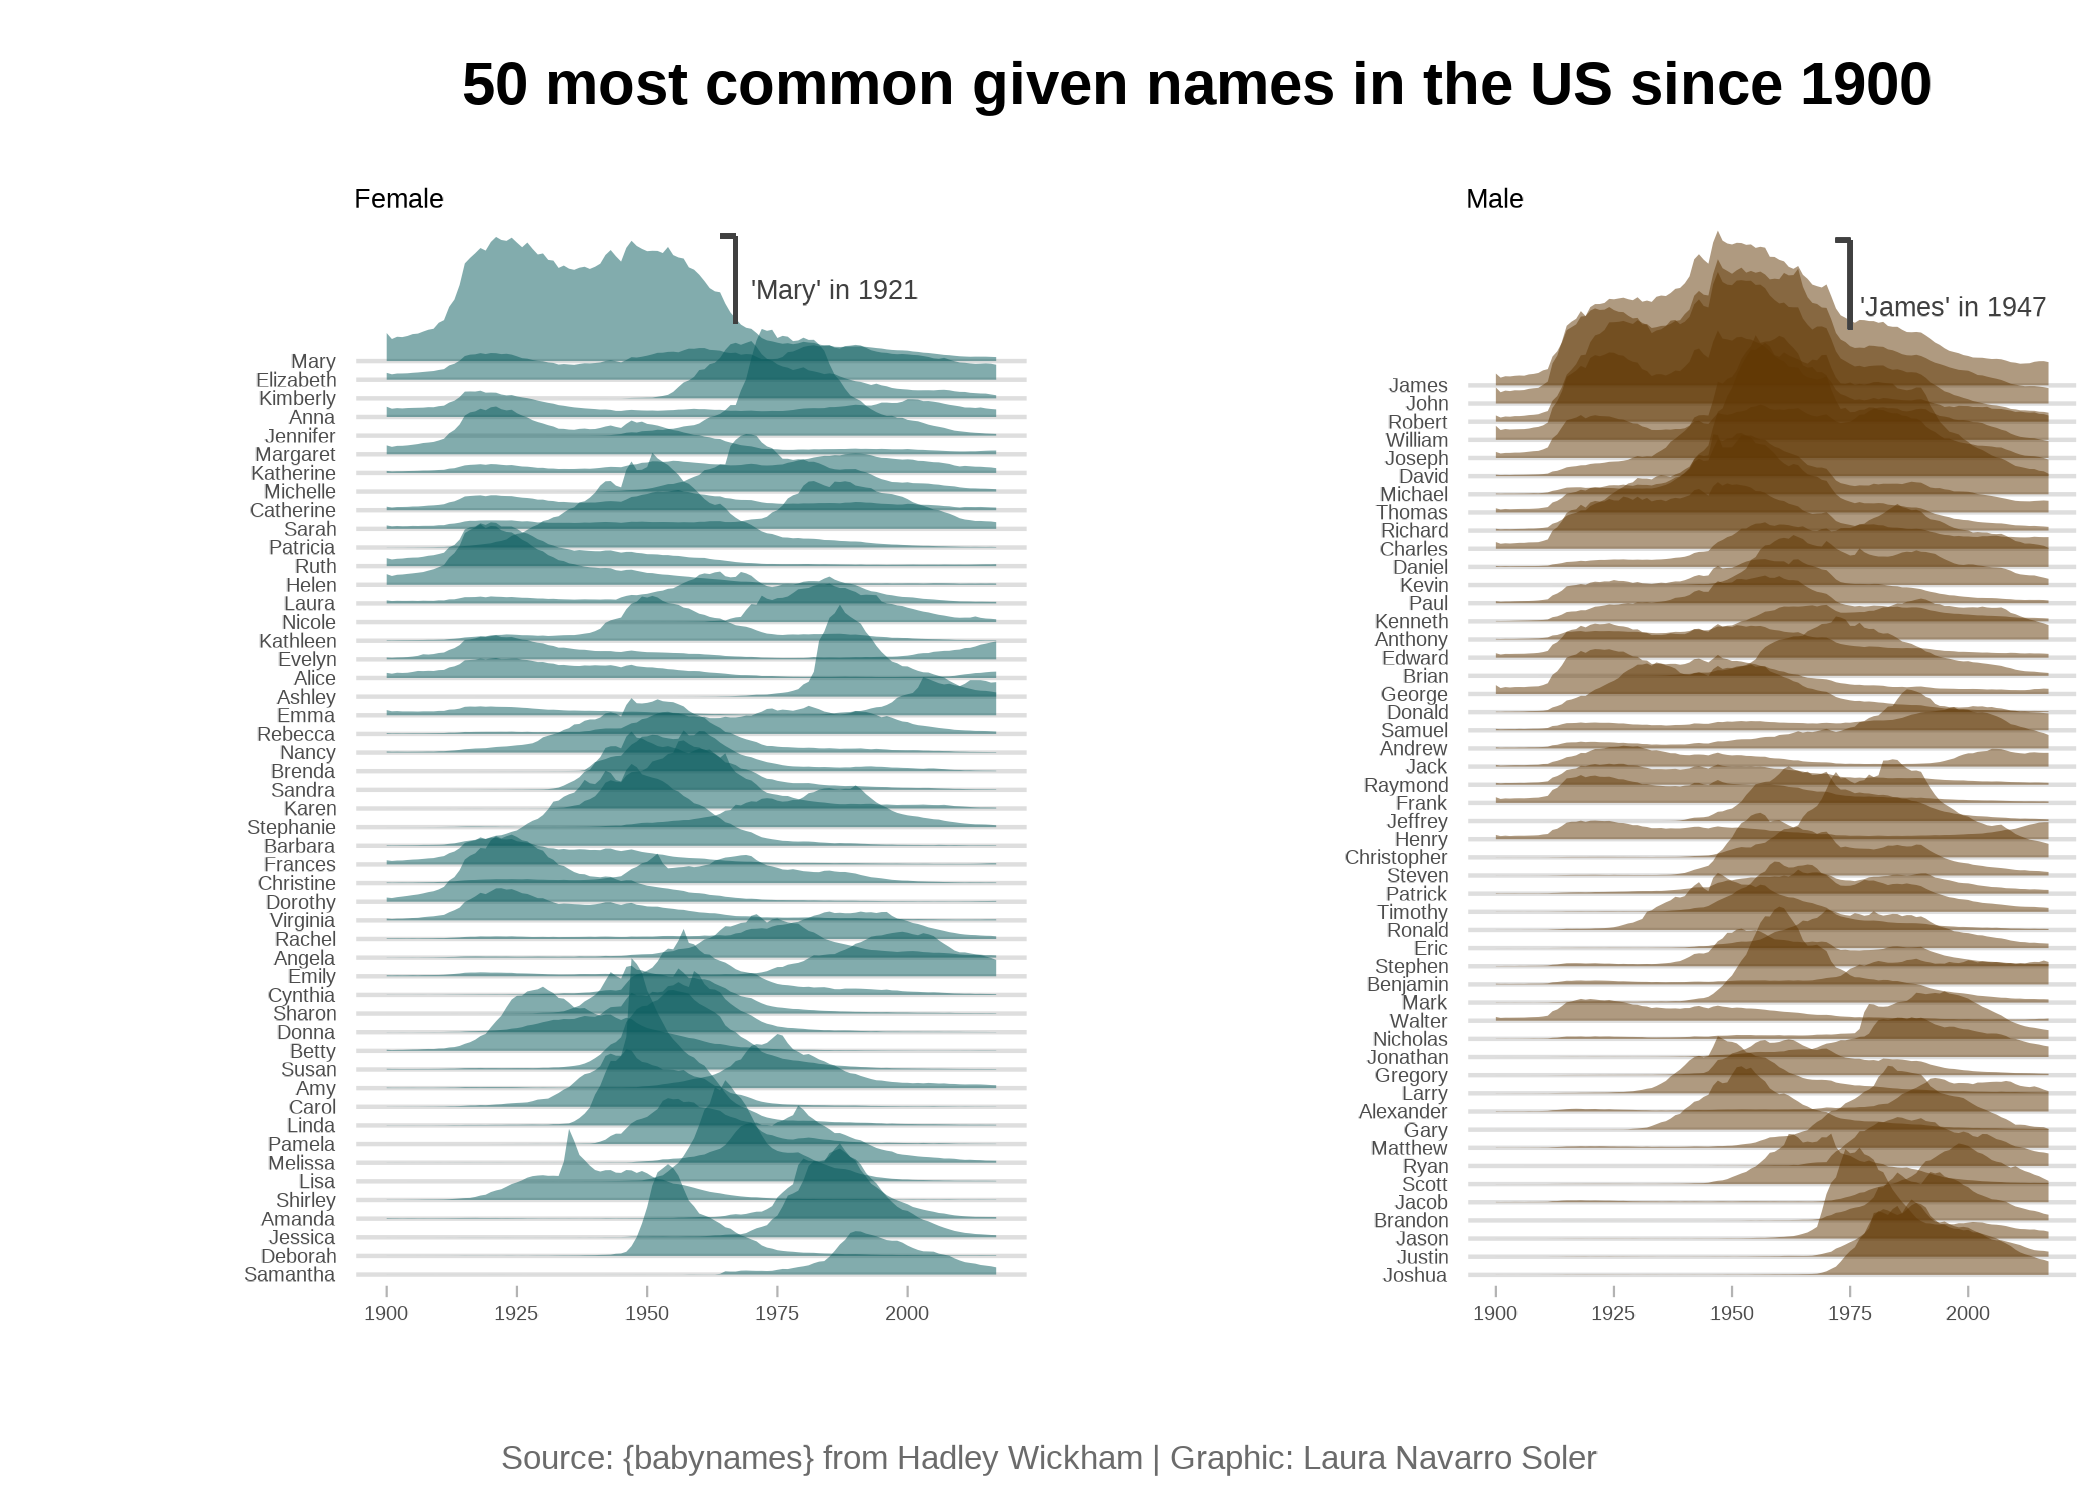 50 most common given names in the US since 1900
Female
'Mary' in 1921
Mary
Elizabeth
Kimberly
Anna
Jennifer
Margaret
Katherine
Michelle
Catherine
Sarah
Patricia
Ruth
Helen
Laura
Nicole
Kathleen
Evelyn
Alice
Ashley
Emma
Rebecca
Nancy
Brenda
Sandra
Karen
Stephanie
Barbara
Frances
Christine
Dorothy
Virginia
Rachel
Angela
Emily
Cynthia
Sharon
Donna
Betty
Susan
Amy
Carol
Linda
Pamela
Melissa
Lisa
Shirley
Amanda
Jessica
Deborah
Samantha
1900 1925 1950 1975 2000
Male
'James' in 1947
James
John
Robert
William
Joseph
David
Michael
Thomas
Richard
Charles
Daniel
Kevin
Paul
Kenneth
Anthony
Edward
Brian
George
Donald
Samuel
Andrew
Jack
Raymond
Frank
Jeffrey
Henry
Christopher
Steven
Patrick
Timothy
Ronald
Eric
Stephen
Benjamin
Mark
Walter
Nicholas
Jonathan
Gregory
Larry
Alexander
Gary
Matthew
Ryan
Scott
Jacob
Brandon
Jason
Justin
Joshua
1900 1925 1950 1975 2000
Source: {babynames} from Hadley Wickham | Graphic: Laura Navarro Soler